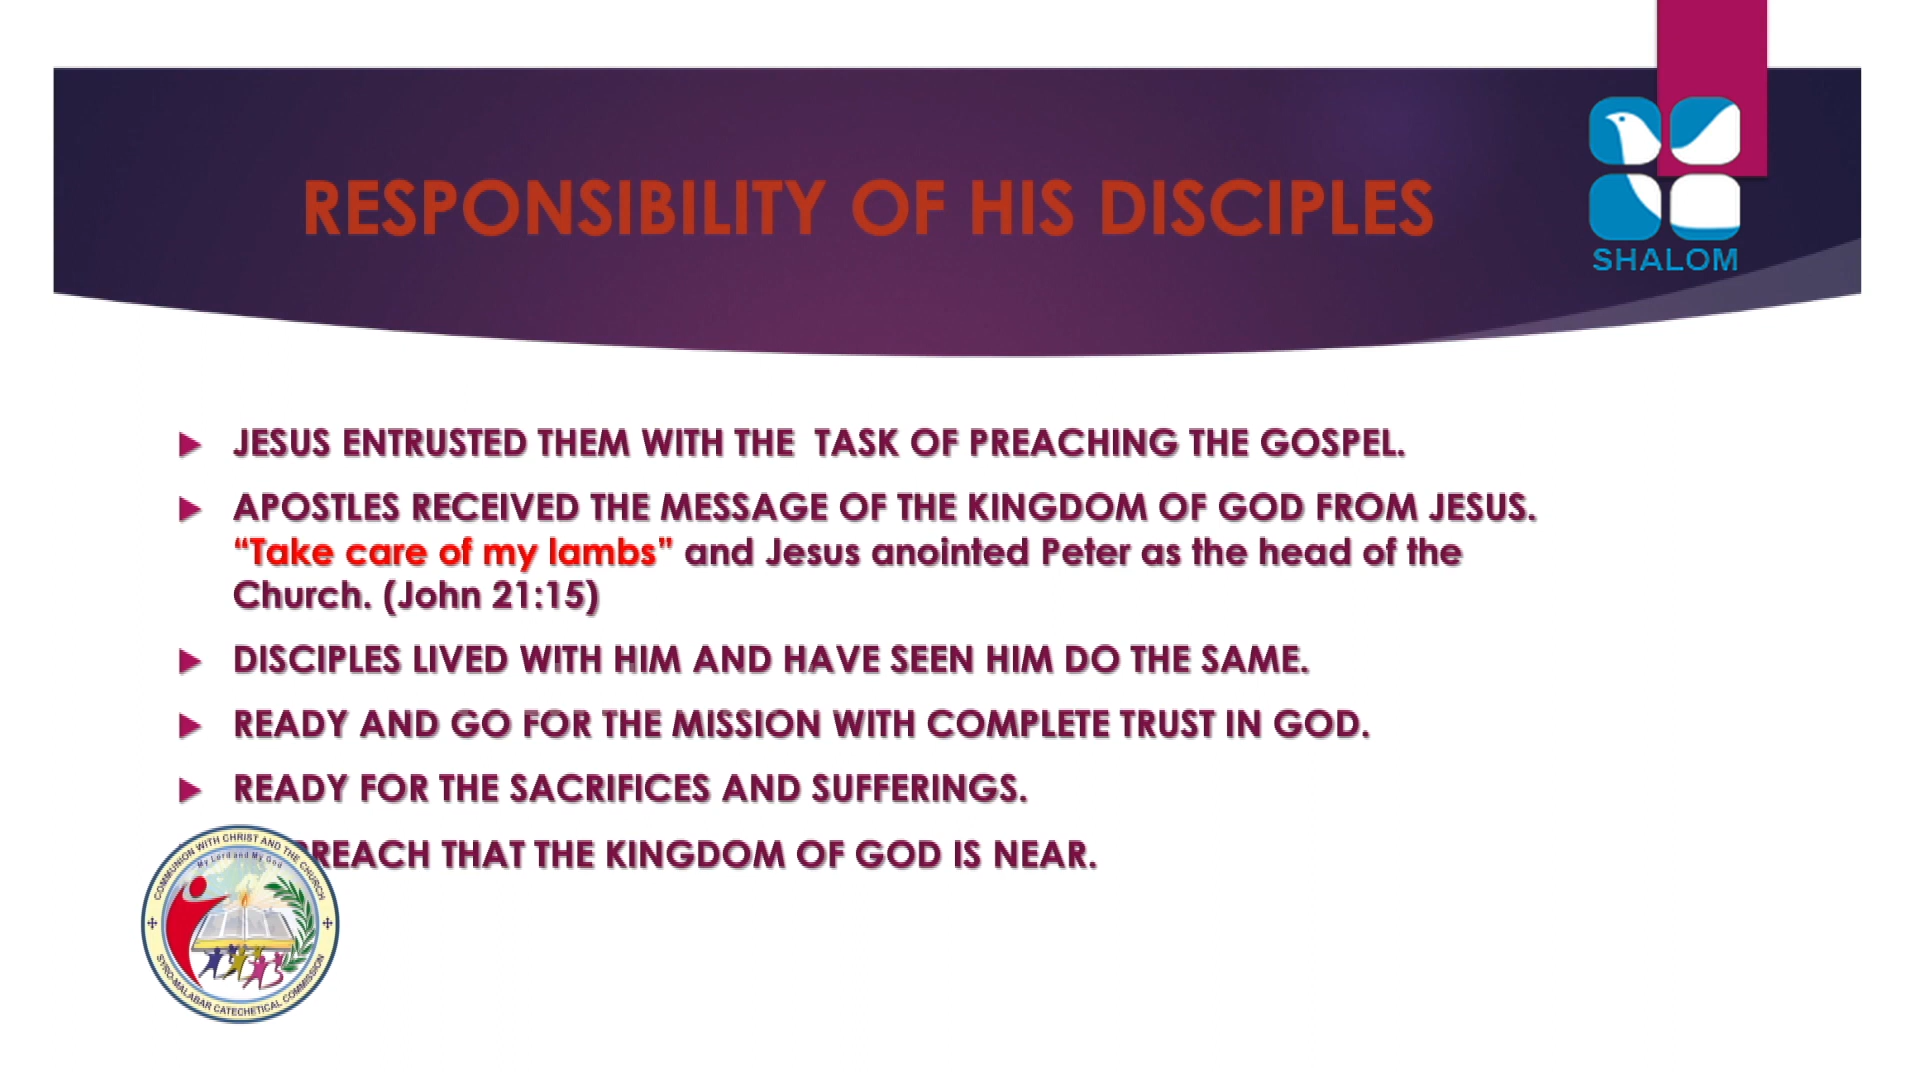 RESPONSIBILITY OF HIS DISCIPLES
SHALOM
JESUS ENTRUSTED THEM WITH THE TASK OF PREACHING THE GOSPEL.
APOSTLES RECEIVED THE MESSAGE OF THE KINGDOM OF GOD FROM JESUS.
“Take care of my lambs” and Jesus anointed Peter as the head of the
Church. (John 21:15)
DISCIPLES LIVED WITH HIM AND HAVE SEEN HIM DO THE SAME.
READY AND GO FOR THE MISSION WITH COMPLETE TRUST IN GOD.
READY FOR THE SACRIFICES AND SUFFERINGS.
PREACH THAT THE KINGDOM OF GOD IS NEAR.
COMMUNION WITH CHRIST AND THE CHURCH
My Lord and My God
SYRO-MALABAR CATECHETICAL COMMISSION